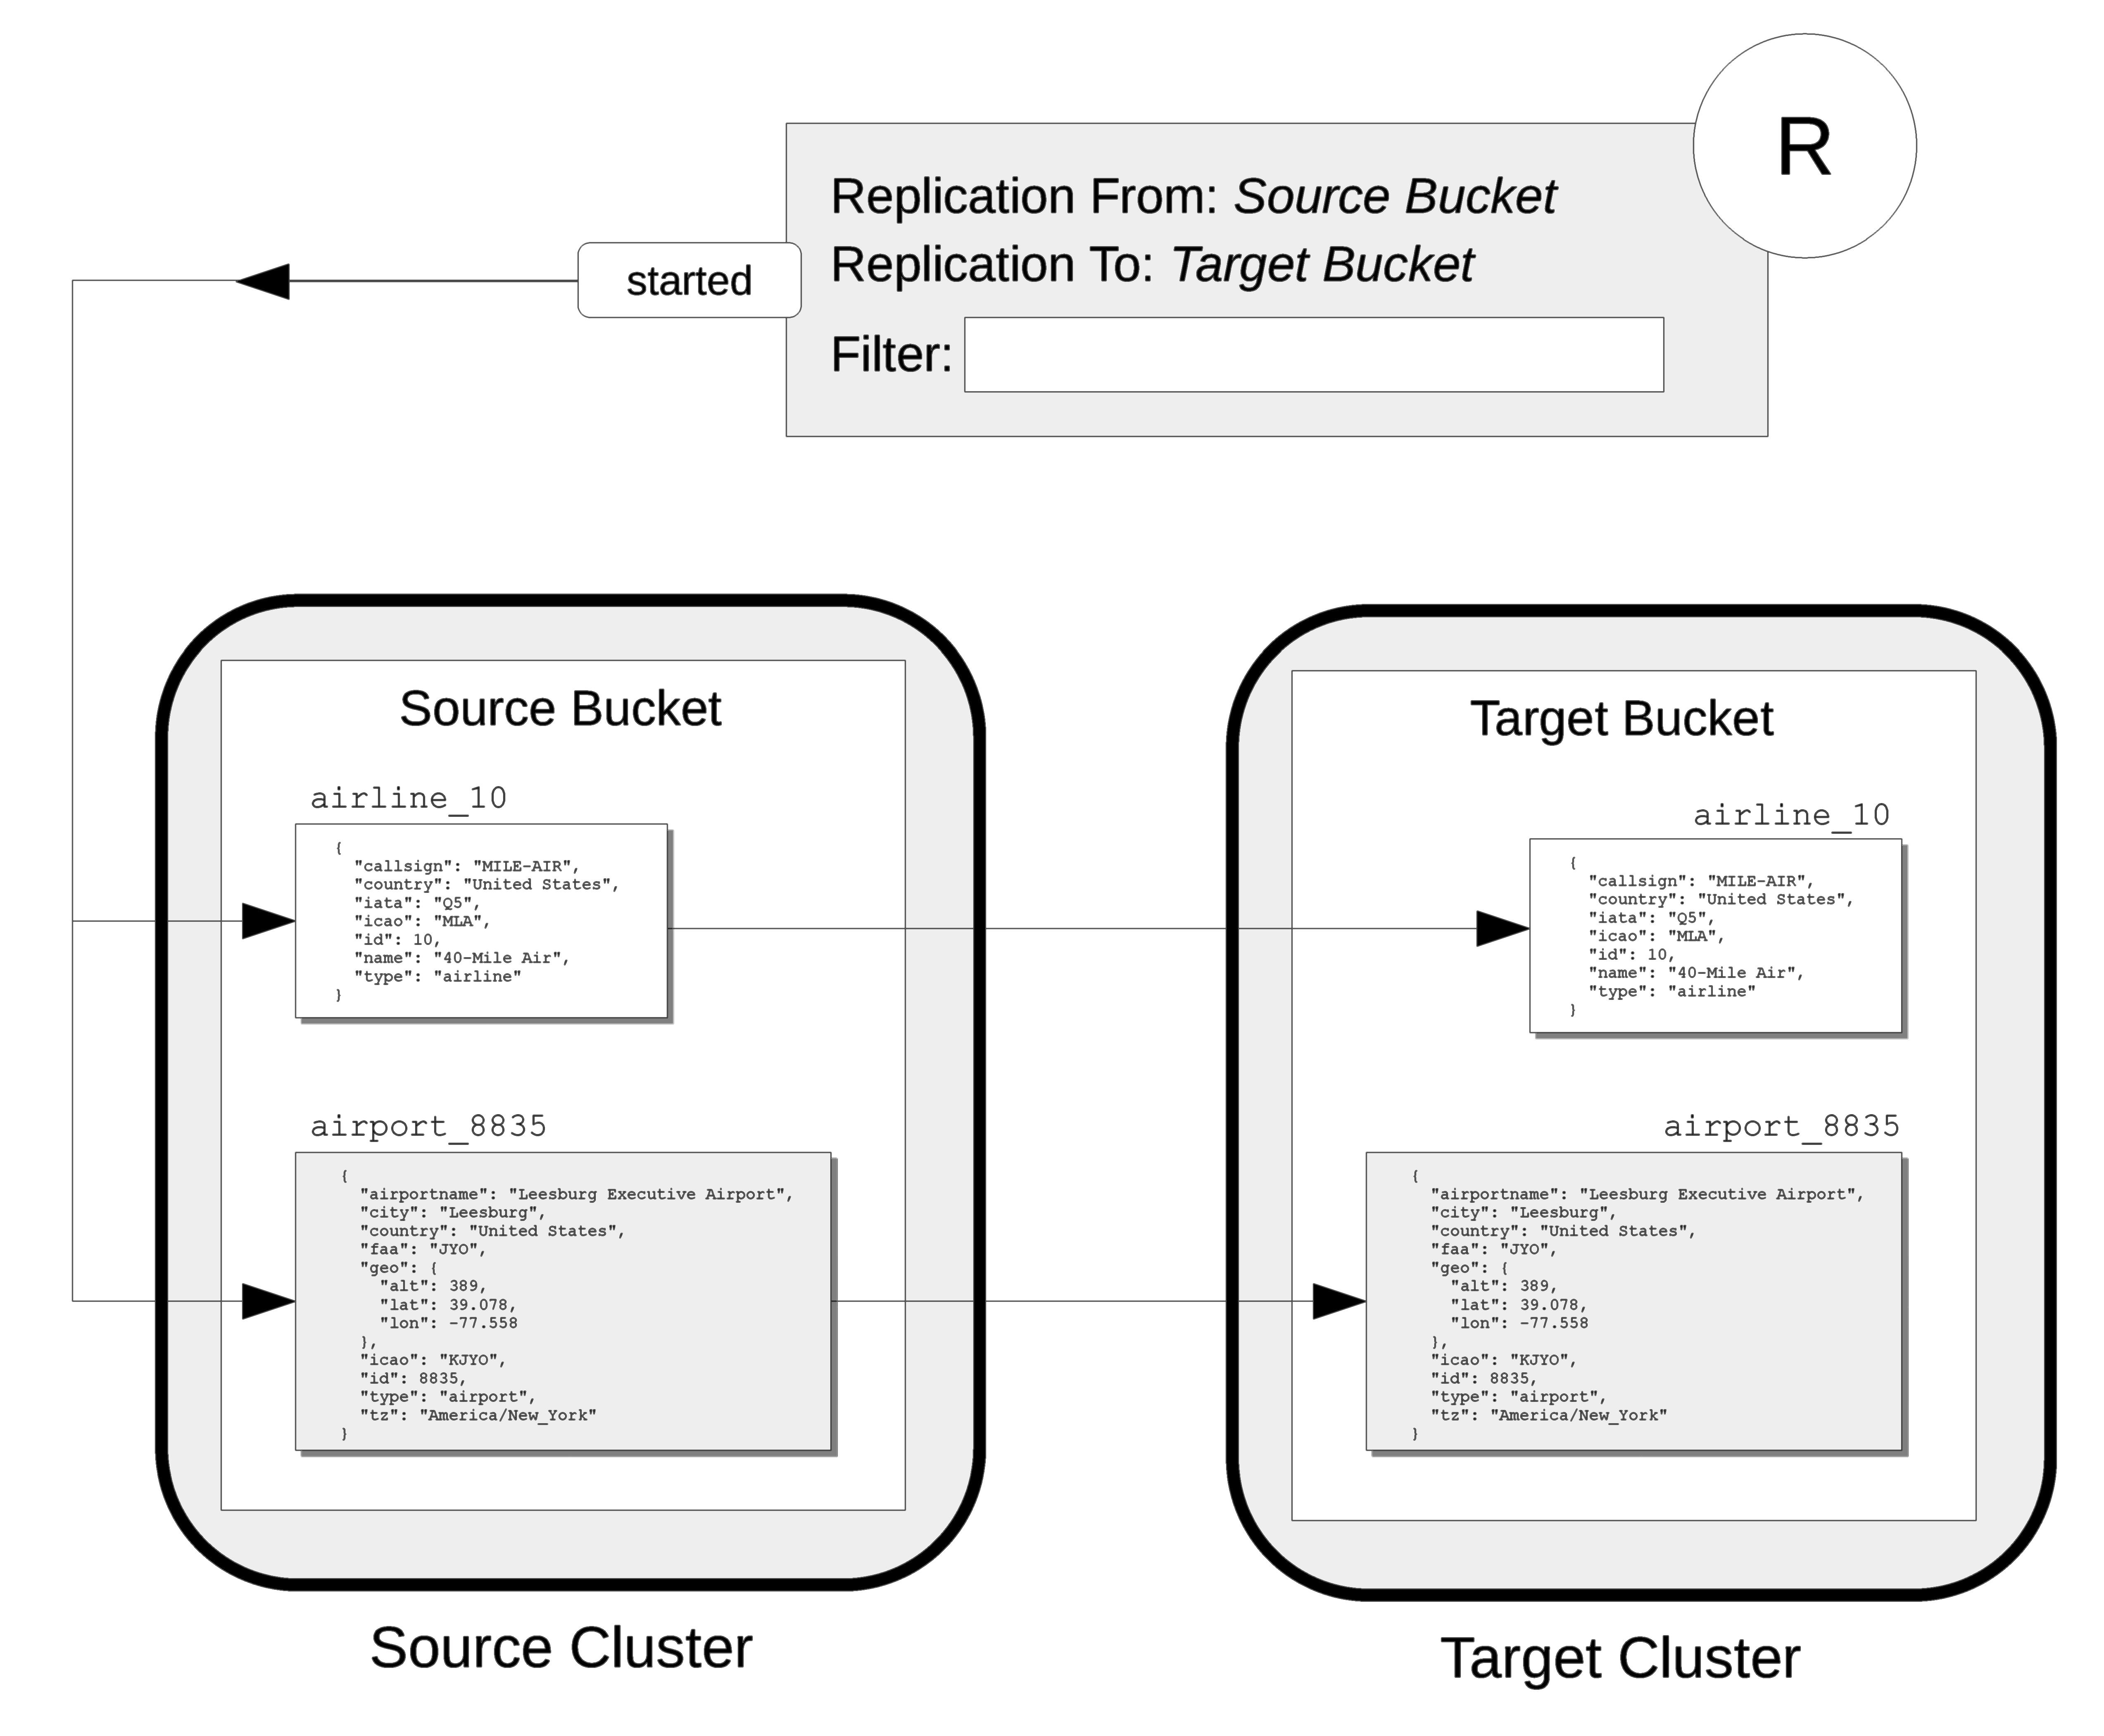 R
Replication From: Source Bucket
Replication To: Target Bucket
started
Filter:
Source Bucket
airline_10
{
"callsign": "MILE-AIR",
"country": "United States",
"iata": "Q5",
"icao": "MLA",
"id": 10,
"name": "40-Mile Air",
"type": "airline"
}
airport_8835
{
"airportname": "Leesburg Executive Airport",
"city": "Leesburg",
"country": "United States",
"faa": "JYO",
"geo": {
"alt": 389,
"lat": 39.078,
"lon": -77.558
},
"icao": "KJYO",
"id": 8835,
"type": "airport",
"tz": "America/New_York"
}
Source Cluster
Target Bucket
airline_10
{
"callsign": "MILE-AIR",
"country": "United States",
"iata": "Q5",
"icao": "MLA",
"id": 10,
"name": "40-Mile Air",
"type": "airline"
}
airport_8835
{
"airportname": "Leesburg Executive Airport",
"city": "Leesburg",
"country": "United States",
"faa": "JYO",
"geo": {
"alt": 389,
"lat": 39.078,
"lon": -77.558
},
"icao": "KJYO",
"id": 8835,
"type": "airport",
"tz": "America/New_York"
}
Target Cluster